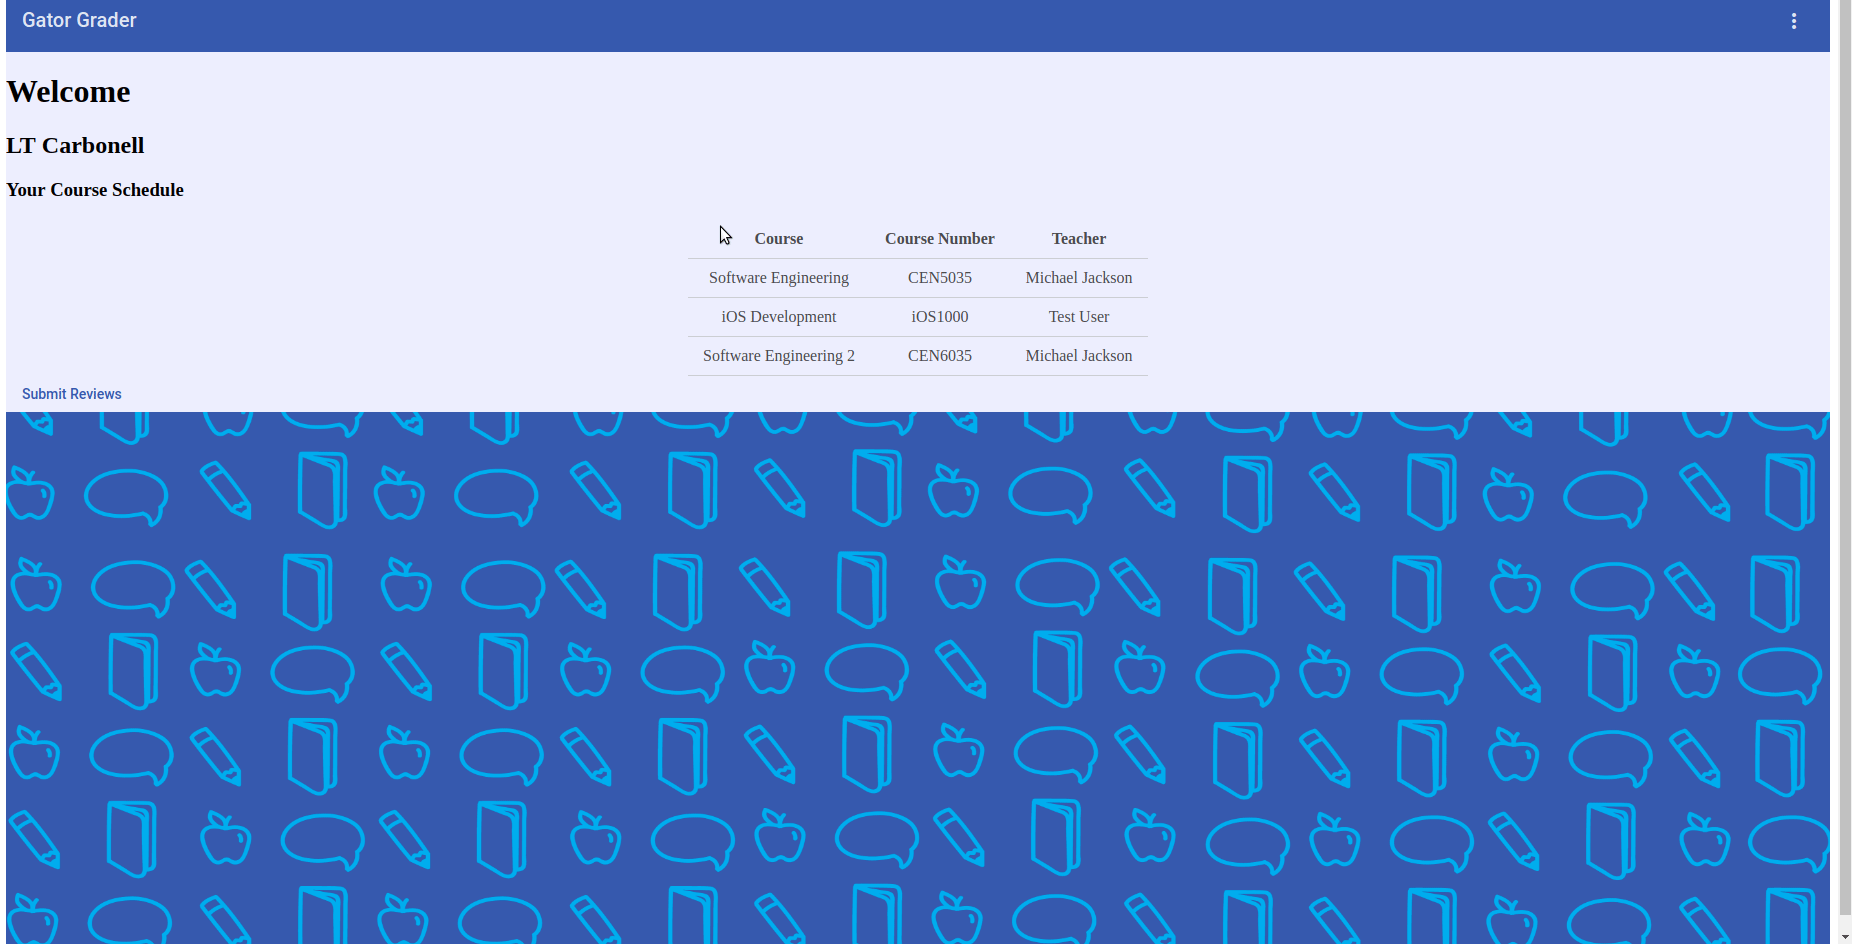 Gator Grader
Welcome
LT Carbonell
Your Course Schedule
Course Course Number Teacher
Software Engineering CEN5035 Michael Jackson
iOS Development iOS1000 Test User
Software Engineering 2 CEN6035 Michael Jackson
Submit Reviews